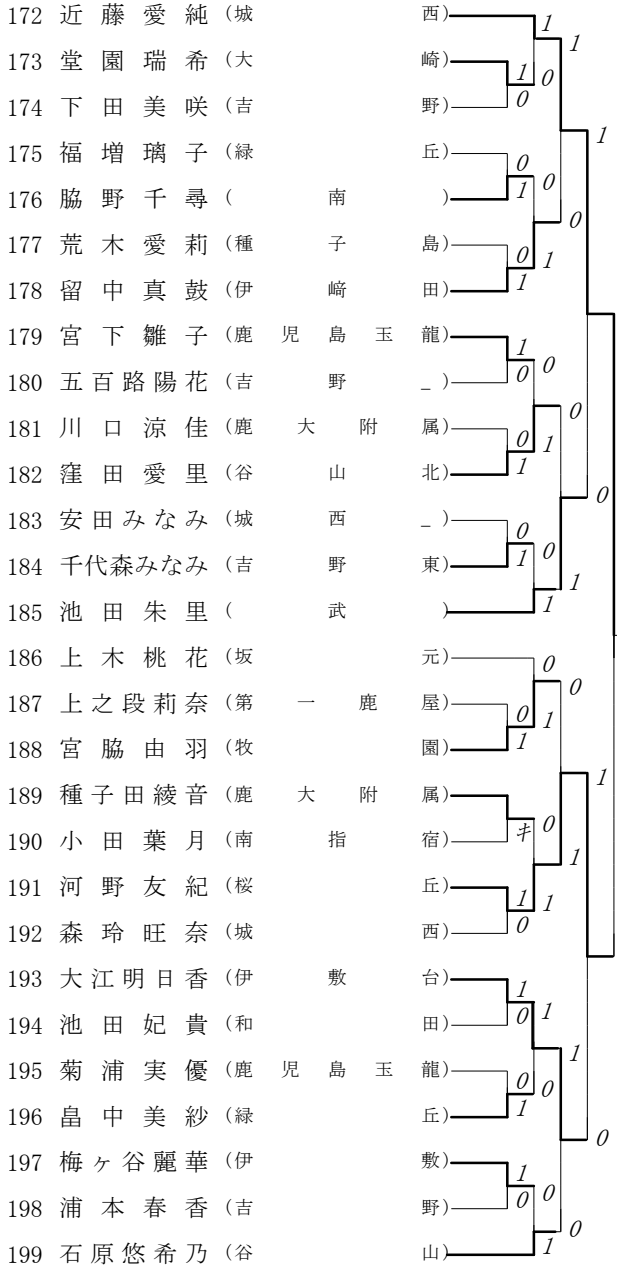 172 近藤愛純 (城西) 1
1
173 堂園瑞希 (大崎) 1 0
174 下田美咲 (吉野) 0
1
175 福増璃子 (緑丘) 0
176 脇野千尋 (南) 1 0
0
177 荒木愛莉 (種子島) 0 1
178 留中真鼓 (伊﨑田) 1
179 宮下雛子 (鹿児島玉龍) 1
180 五百路陽花 (吉野_) 0 0
0
181 川口涼佳 (鹿大附属) 0 1
182 窪田愛里 (谷山北) 1
0
183 安田みなみ (城西_) 0
184 千代森みなみ (吉野東) 1 0
1
185 池田朱里 (武) 1
186 上木桃花 (坂元) 0
0
187 上之段莉奈 (第一鹿屋) 0 1
188 宮脇由羽 (牧園) 1
1
189 種子田綾音 (鹿大附属)
190 小田葉月 (南指宿) キ 0
1
191 河野友紀 (桜丘) 1 1
192 森玲旺奈 (城西) 0
193 大江明日香 (伊敷台) 1
194 池田妃貴 (和田) 0 1
1
195 菊浦実優 (鹿児島玉龍) 0 0
196 畠中美紗 (緑丘) 1
0
197 梅ヶ谷麗華 (伊敷) 1
198 浦本春香 (吉野) 0 0
0
199 石原悠希乃 (谷山) 1